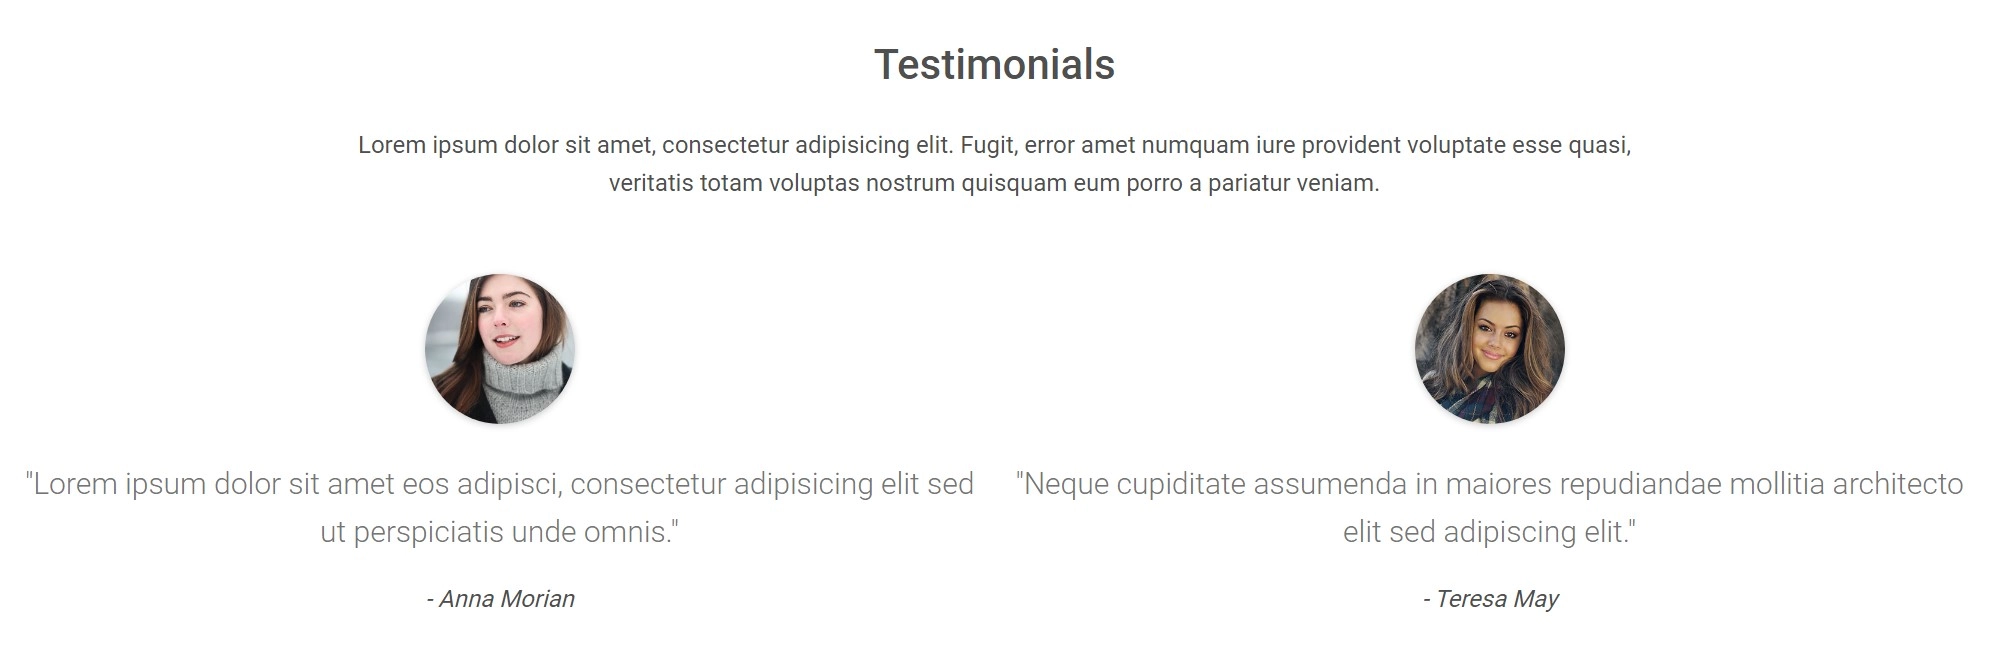 Testimonials
Lorem ipsum dolor sit amet, consectetur adipisicing elit. Fugit, error amet numquam iure provident voluptate esse quasi,
veritatis totam voluptas nostrum quisquam eum porro a pariatur veniam.
"Lorem ipsum dolor sit amet eos adipisci, consectetur adipisicing elit sed
ut perspiciatis unde omnis."
- Anna Morian
"Neque cupiditate assumenda in maiores repudiandae mollitia architecto
elit sed adipiscing elit."
- Teresa May